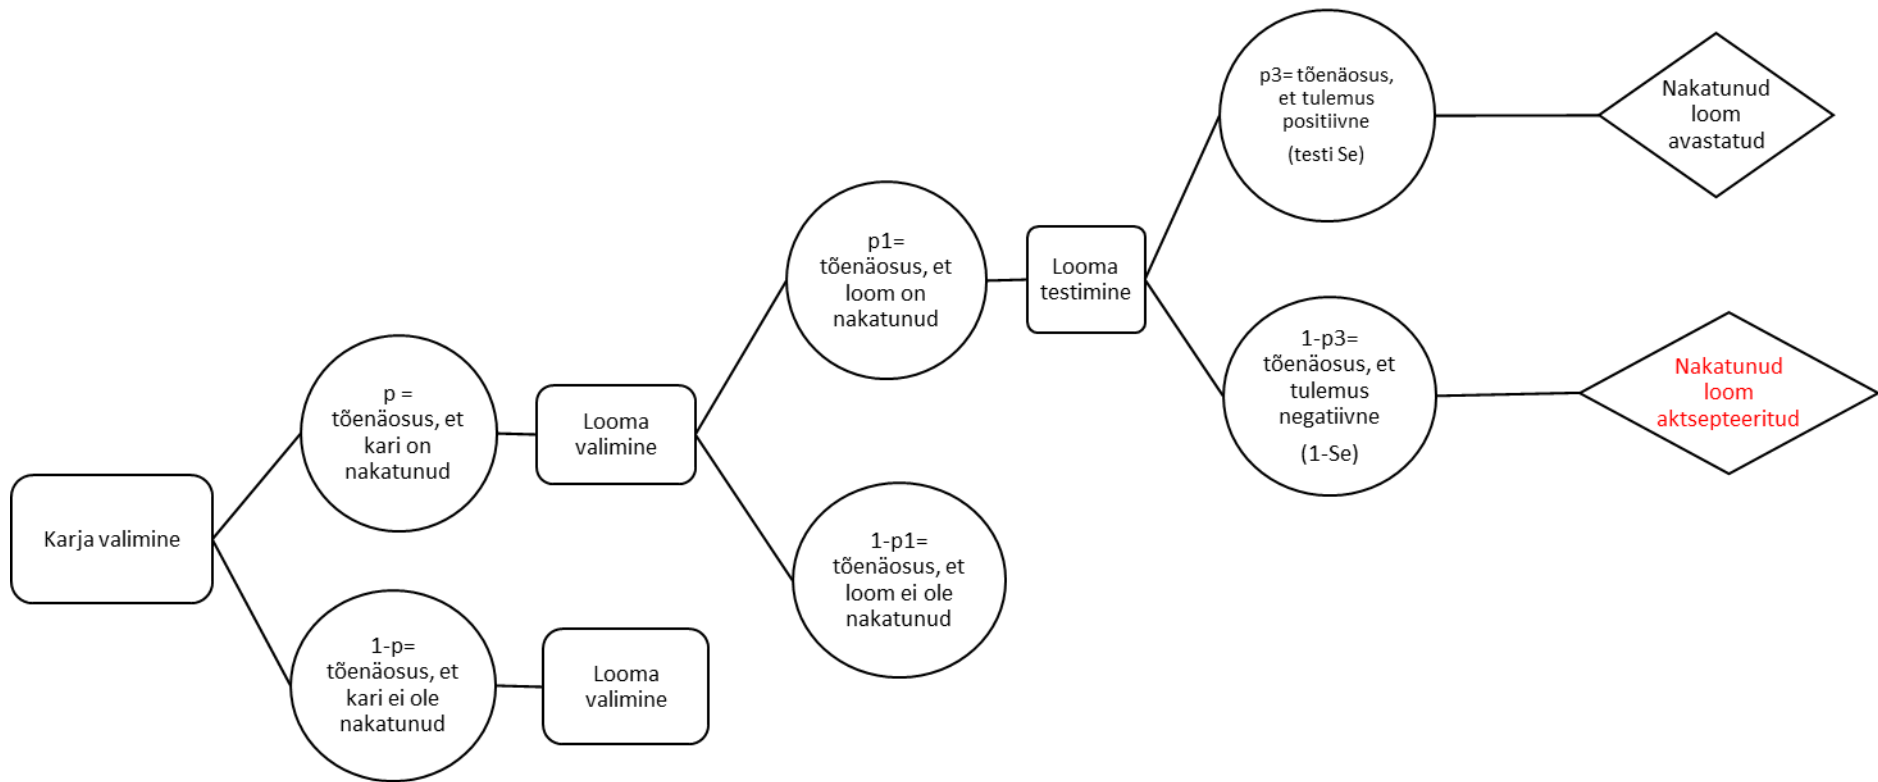 Karja valimine
p =
tõenäosus, et
kari on
nakatunud
1-p=
tõenäosus, et
kari ei ole
nakatunud
Looma
valimine
Looma
valimine
p1=
tõenäosus, et
loom on
nakatunud
1-p1=
tõenäosus, et
loom ei ole
nakatunud
Looma
testimine
p3= tõenäosus,
et tulemus
positiivne
(testi Se)
1-p3=
tõenäosus, et
tulemus
negatiivne
(1-Se)
Nakatunud
loom
avastatud
Nakatunud
loom
aktsepteeritud